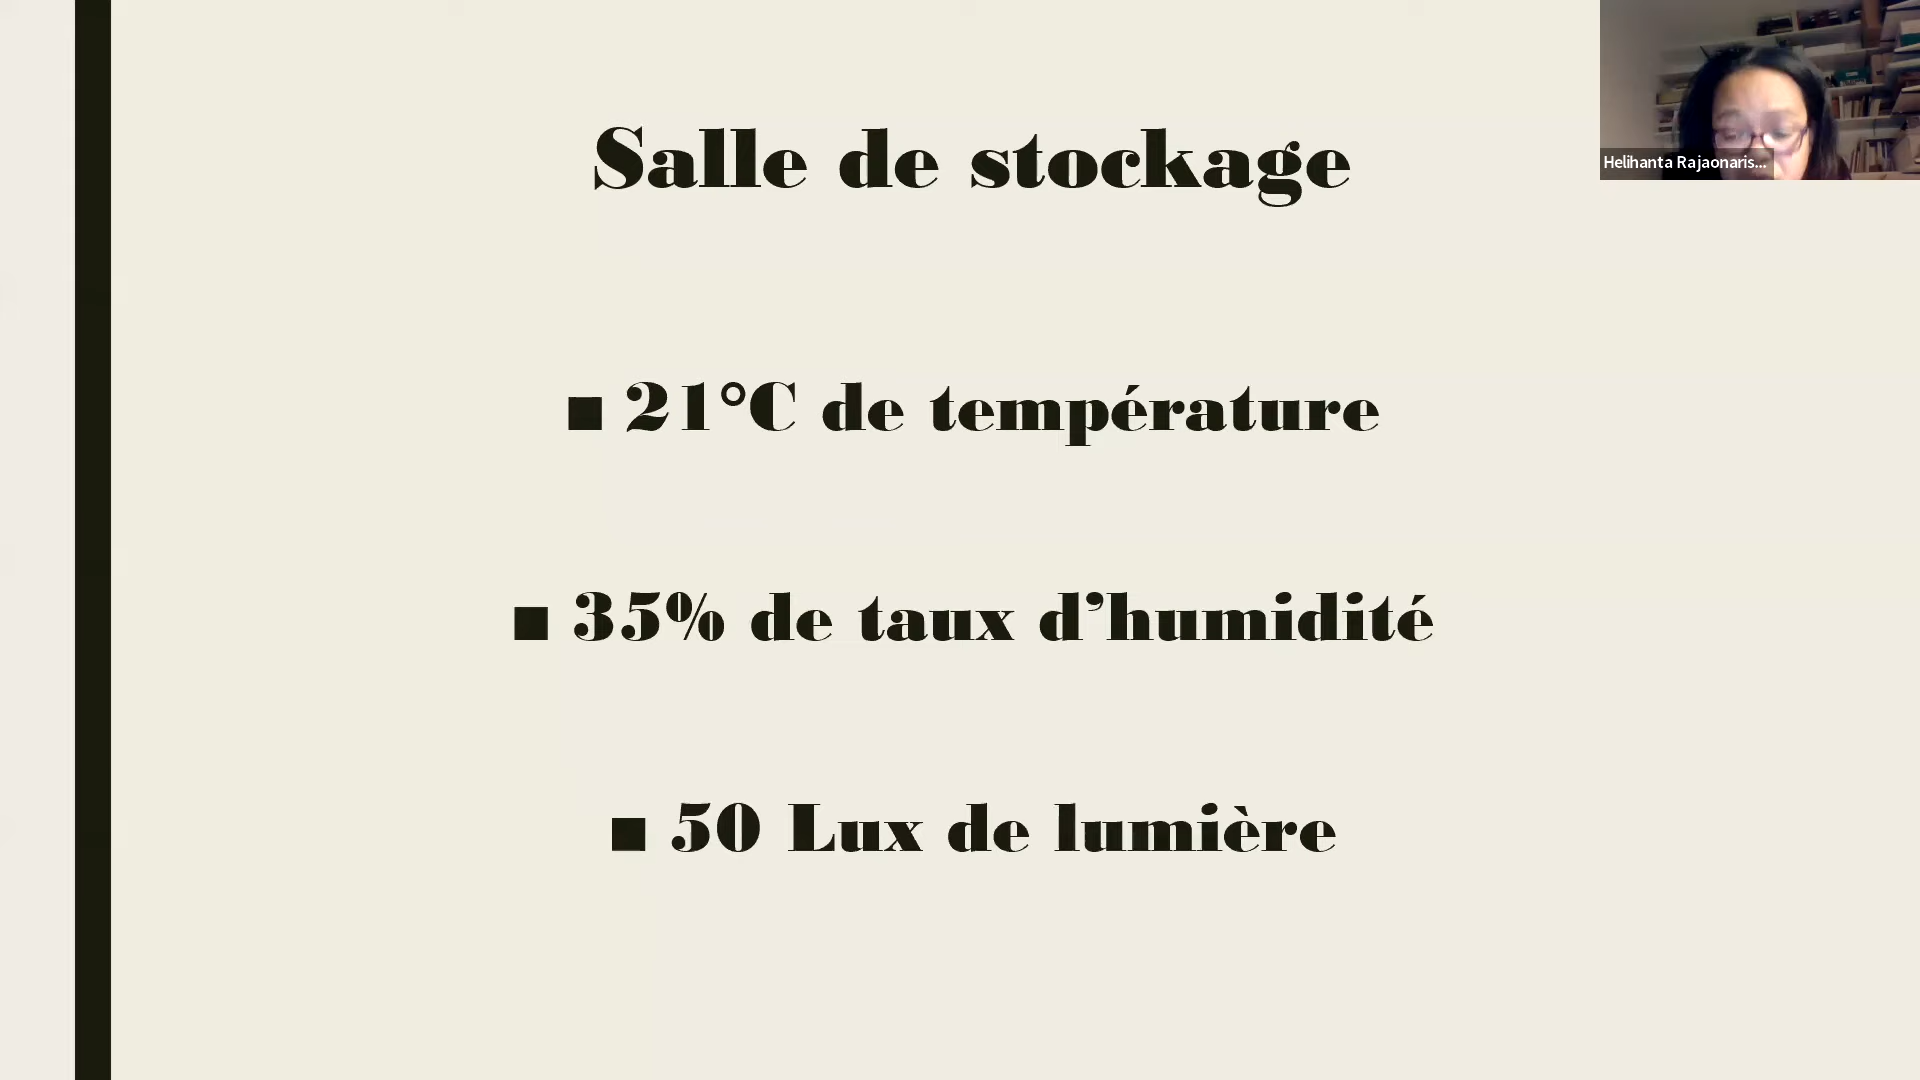 Salle de stockage
■ 21°C de température
■ 35% de taux d’humidité
■ 50 Lux de lumière
Helihanta Rajaonaris...